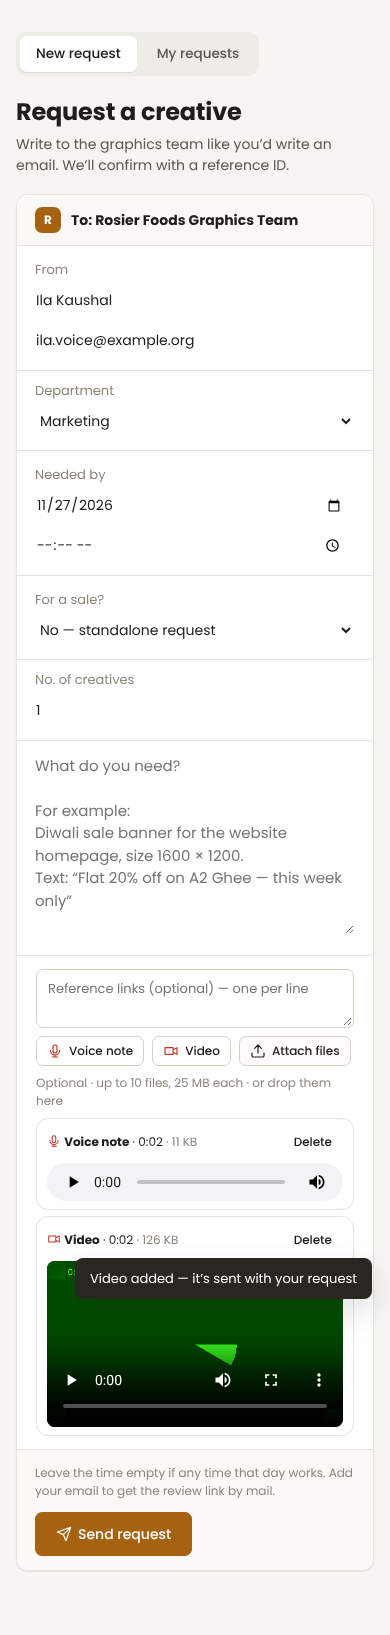 New request
My requests
Request a creative
Write to the graphics team like you’d write an
email. We’ll confirm with a reference ID.
R
To: Rosier Foods Graphics Team
From
Ila Kaushal
ila.voice@example.org
Department
Marketing
Needed by
11/27/2026
--:-- --
For a sale?
No — standalone request
No. of creatives
1
What do you need?
For example:
Diwali sale banner for the website
homepage, size 1600 × 1200.
Text: “Flat 20% off on A2 Ghee — this week
only”
Reference links (optional) — one per line
Voice note
Video
Attach files
Optional · up to 10 files, 25 MB each · or drop them
here
Voice note · 0:02 · 11 KB
Delete
0:00
Video · 0:02 · 126 KB
Delete
Video added — it’s sent with your request
0:00
Leave the time empty if any time that day works. Add
your email to get the review link by mail.
Send request